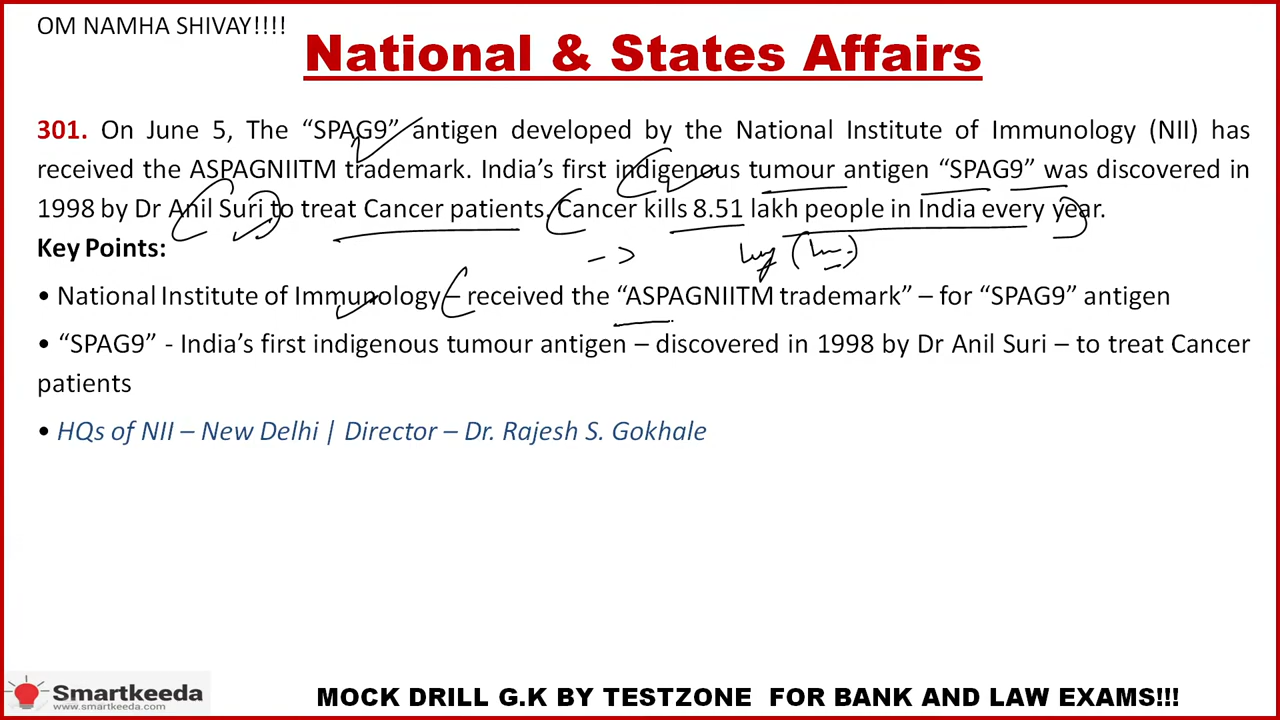 OM NAMHA SHIVAY!!!!
National & States Affairs
301. On June 5, The “SPAG9” antigen developed by the National Institute of Immunology (NII) has
received the ASPAGNIITM trademark. India’s first indigenous tumour antigen “SPAG9” was discovered in
1998 by Dr Anil Suri to treat Cancer patients. Cancer kills 8.51 lakh people in India every year.
Key Points:
• National Institute of Immunology – received the “ASPAGNIITM trademark” – for “SPAG9” antigen
• “SPAG9” - India’s first indigenous tumour antigen – discovered in 1998 by Dr Anil Suri – to treat Cancer
patients
• HQs of NII – New Delhi | Director – Dr. Rajesh S. Gokhale
Smartkeeda
www.smartkeeda.com
MOCK DRILL G.K BY TESTZONE FOR BANK AND LAW EXAMS!!!